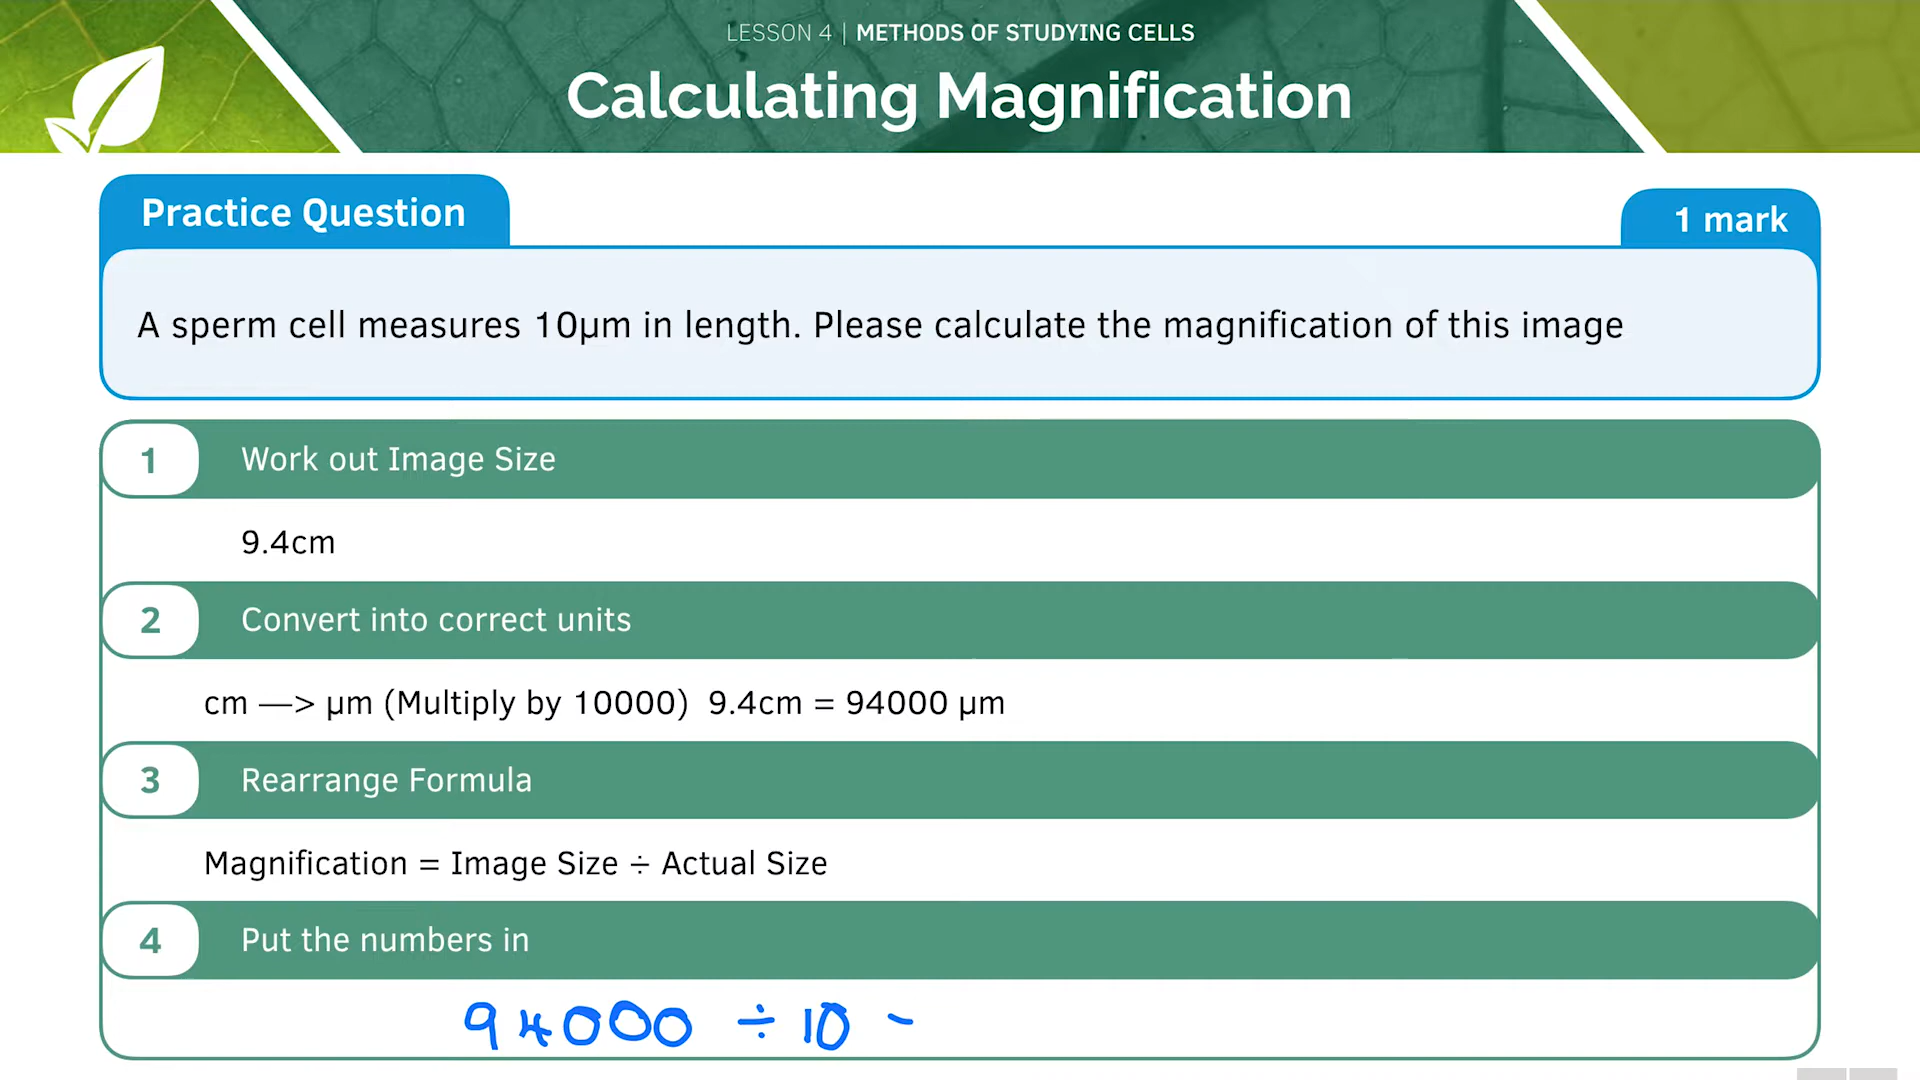 LESSON 4 | METHODS OF STUDYING CELLS
Calculating Magnification
Practice Question
1 mark
A sperm cell measures 10µm in length. Please calculate the magnification of this image
1 Work out Image Size
9.4cm
2 Convert into correct units
cm —> µm (Multiply by 10000) 9.4cm = 94000 µm
3 Rearrange Formula
Magnification = Image Size ÷ Actual Size
4 Put the numbers in
94000 ÷ 10 -